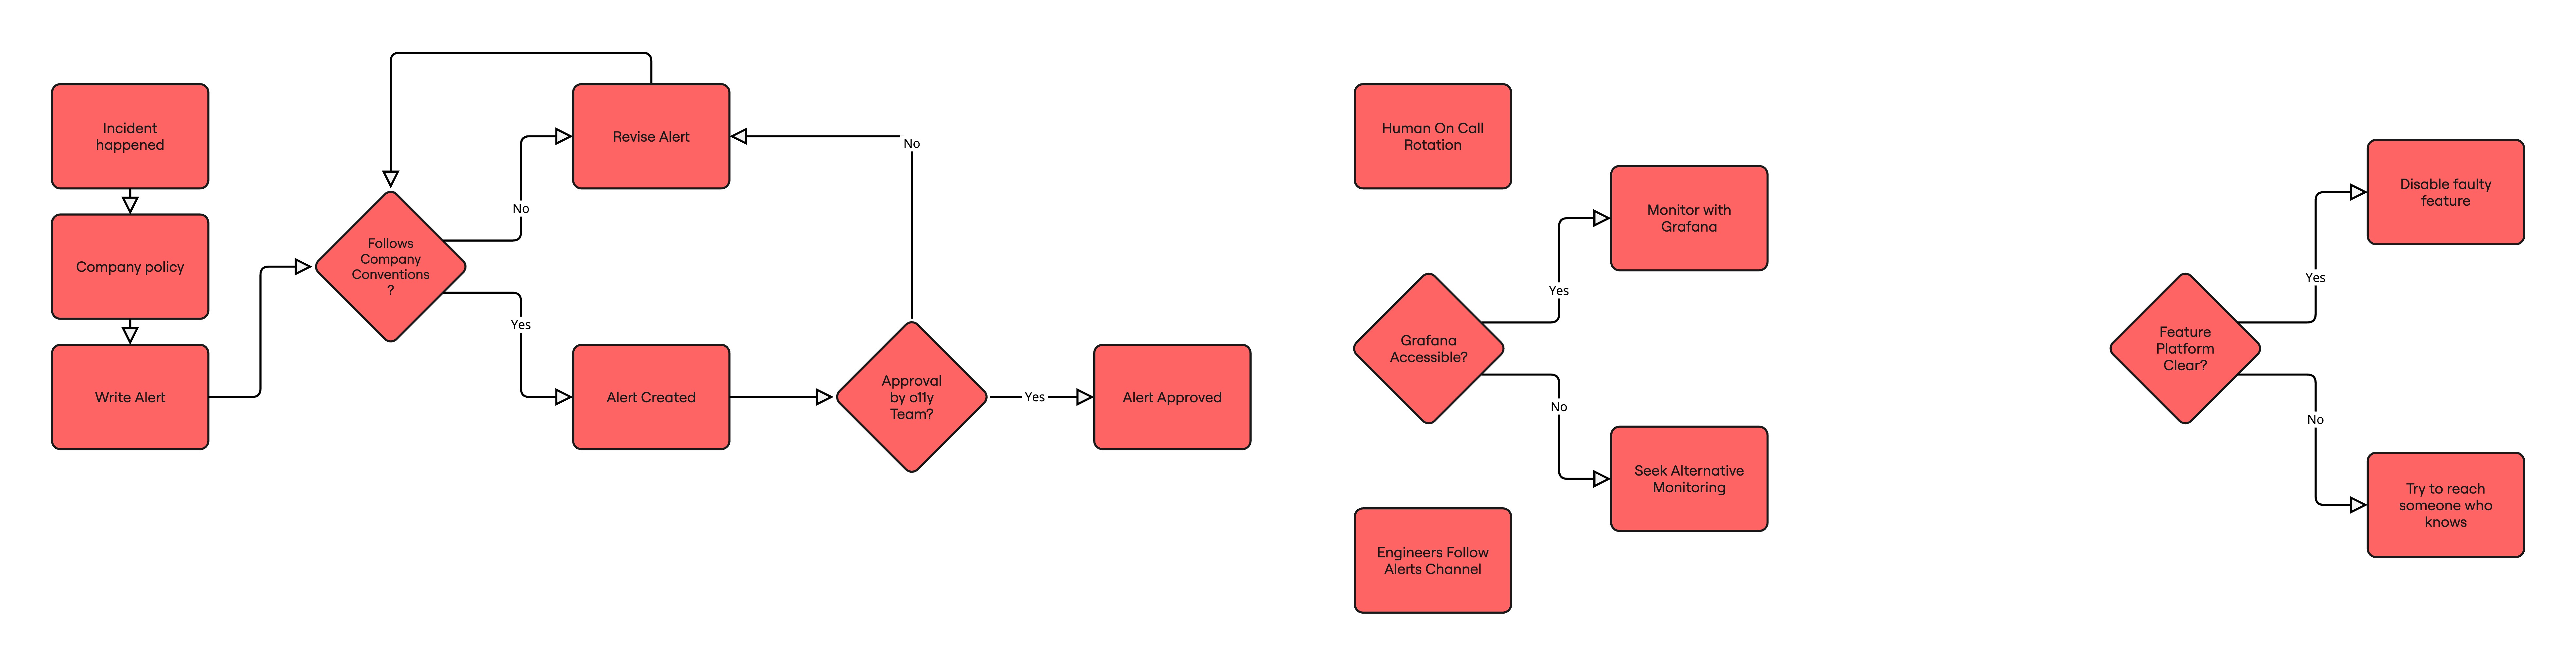 Incident
happened
Company policy
Write Alert
Follows
Company
Conventions
?
No
Yes
Revise Alert
Alert Created
No
Approval
by o11y
Team?
Yes
Alert Approved
Human On Call
Rotation
Grafana
Accessible?
Yes
No
Monitor with
Grafana
Seek Alternative
Monitoring
Engineers Follow
Alerts Channel
Feature
Platform
Clear?
Yes
No
Disable faulty
feature
Try to reach
someone who
knows